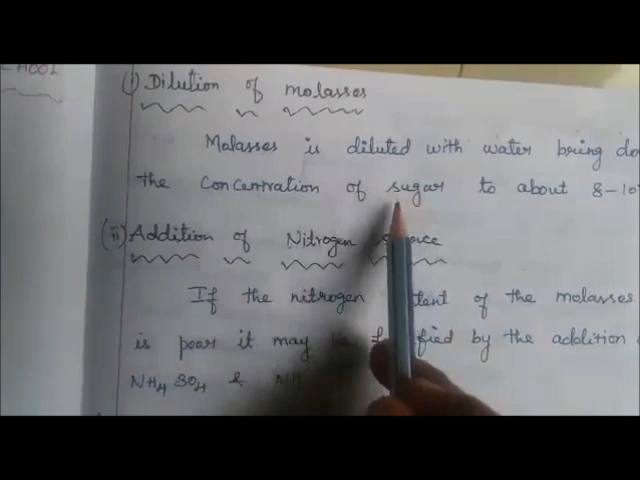 (i) Dilution of molasses
Molasses is diluted with water bring do
the concentration of sugar to about 8-10
(ii) Addition of Nitrogen
If the nitrogen of the molasses
is poor it may by the addition
NH4 SO4 &